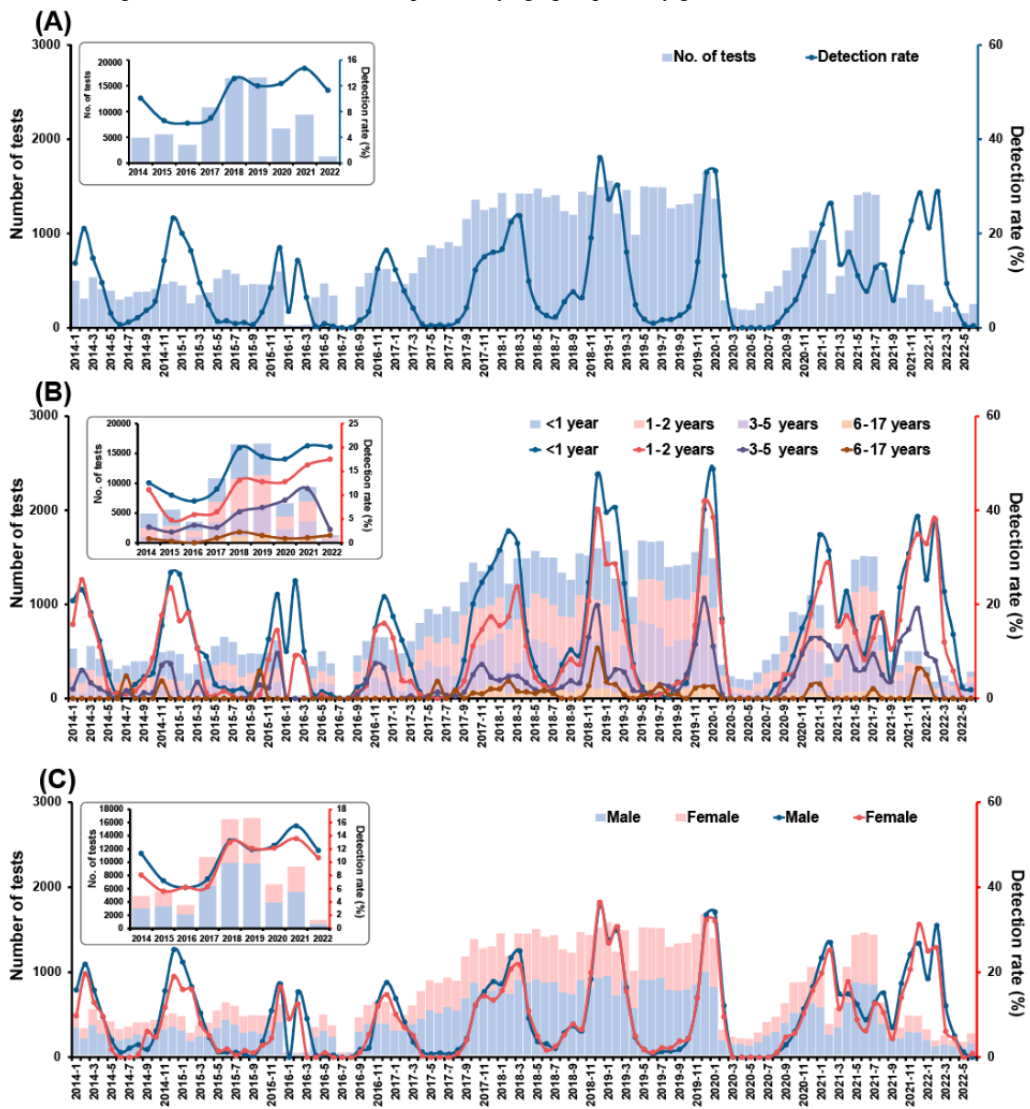 (A)
3000
2000
1000
0
Number of tests
60
40
20
0
Detection rate (%)
No. of tests
Detection rate
20000
15000
10000
5000
0
No. of tests
16
12
8
4
0
Detection rate (%)
2014 2015 2016 2017 2018 2019 2020 2021 2022
2014-1 2014-3 2014-5 2014-7 2014-9 2014-11 2015-1 2015-3 2015-5 2015-7 2015-9 2015-11 2016-1 2016-3 2016-5 2016-7 2016-9 2016-11 2017-1 2017-3 2017-5 2017-7 2017-9 2017-11 2018-1 2018-3 2018-5 2018-7 2018-9 2018-11 2019-1 2019-3 2019-5 2019-7 2019-9 2019-11 2020-1 2020-3 2020-5 2020-7 2020-9 2020-11 2021-1 2021-3 2021-5 2021-7 2021-9 2021-11 2022-1 2022-3 2022-5
(B)
3000
2000
1000
0
Number of tests
60
40
20
0
Detection rate (%)
<1 year 1-2 years 3-5 years 6-17 years
<1 year 1-2 years 3-5 years 6-17 years
20000
15000
10000
5000
0
No. of tests
25
20
15
10
5
0
Detection rate (%)
2014 2015 2016 2017 2018 2019 2020 2021 2022
2014-1 2014-3 2014-5 2014-7 2014-9 2014-11 2015-1 2015-3 2015-5 2015-7 2015-9 2015-11 2016-1 2016-3 2016-5 2016-7 2016-9 2016-11 2017-1 2017-3 2017-5 2017-7 2017-9 2017-11 2018-1 2018-3 2018-5 2018-7 2018-9 2018-11 2019-1 2019-3 2019-5 2019-7 2019-9 2019-11 2020-1 2020-3 2020-5 2020-7 2020-9 2020-11 2021-1 2021-3 2021-5 2021-7 2021-9 2021-11 2022-1 2022-3 2022-5
(C)
3000
2000
1000
0
Number of tests
60
40
20
0
Detection rate (%)
Male Female Male Female
18000
16000
14000
12000
10000
8000
6000
4000
2000
0
No. of tests
18
16
14
12
10
8
6
4
2
0
Detection rate (%)
2014 2015 2016 2017 2018 2019 2020 2021 2022
2014-1 2014-3 2014-5 2014-7 2014-9 2014-11 2015-1 2015-3 2015-5 2015-7 2015-9 2015-11 2016-1 2016-3 2016-5 2016-7 2016-9 2016-11 2017-1 2017-3 2017-5 2017-7 2017-9 2017-11 2018-1 2018-3 2018-5 2018-7 2018-9 2018-11 2019-1 2019-3 2019-5 2019-7 2019-9 2019-11 2020-1 2020-3 2020-5 2020-7 2020-9 2020-11 2021-1 2021-3 2021-5 2021-7 2021-9 2021-11 2022-1 2022-3 2022-5